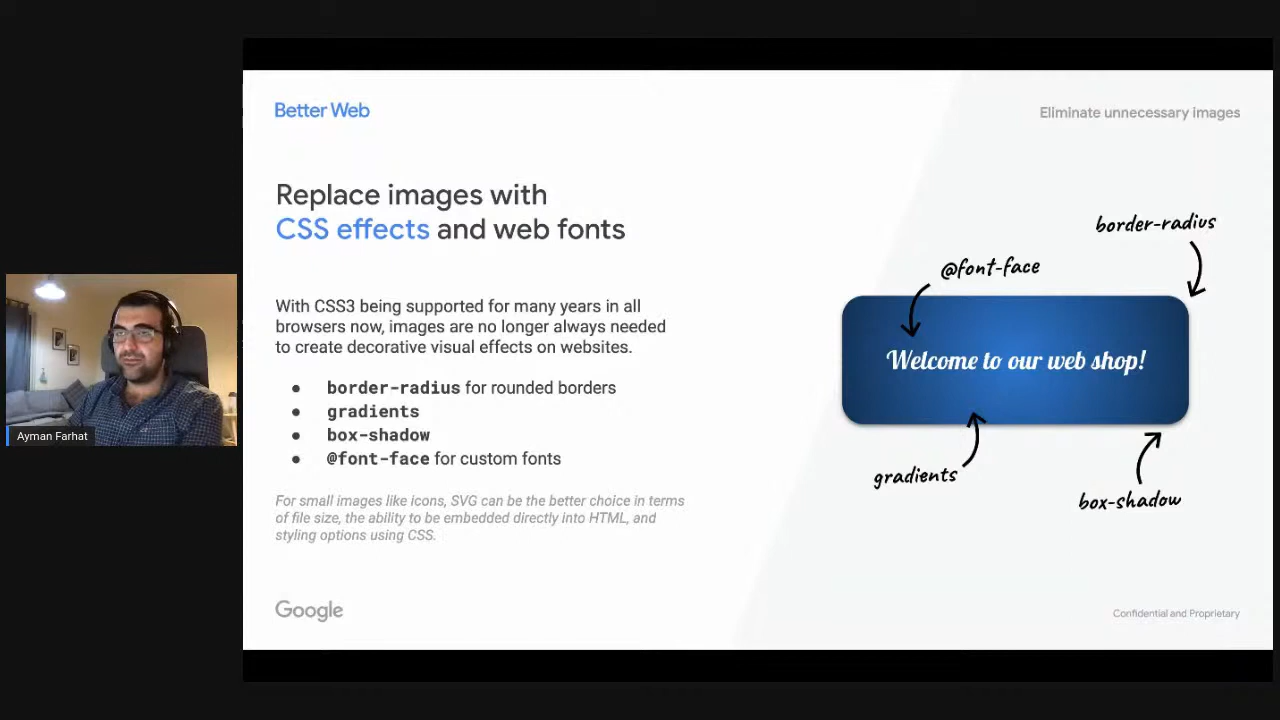 Better Web
Eliminate unnecessary images
Replace images with
CSS effects and web fonts
With CSS3 being supported for many years in all
browsers now, images are no longer always needed
to create decorative visual effects on websites.
● border-radius for rounded borders
● gradients
● box-shadow
● @font-face for custom fonts
For small images like icons, SVG can be the better choice in terms
of file size, the ability to be embedded directly into HTML, and
styling options using CSS.
border-radius
@font-face
Welcome to our web shop!
gradients
box-shadow
Google
Confidential and Proprietary
Ayman Farhat